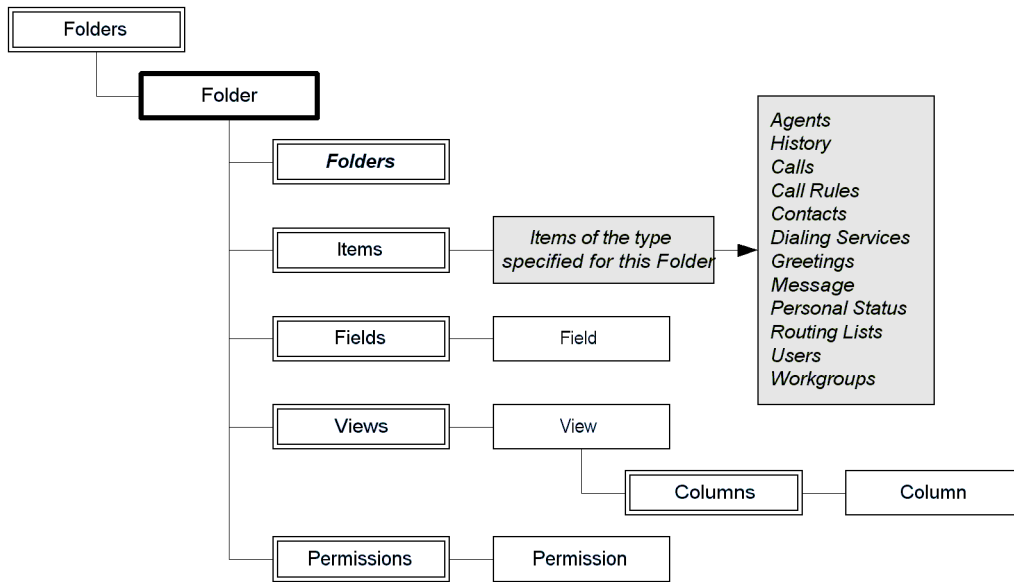 Folders
Folder
Folders
Items
Items of the type
specified for this Folder
Agents
History
Calls
Call Rules
Contacts
Dialing Services
Greetings
Message
Personal Status
Routing Lists
Users
Workgroups
Fields
Field
Views
View
Columns
Column
Permissions
Permission